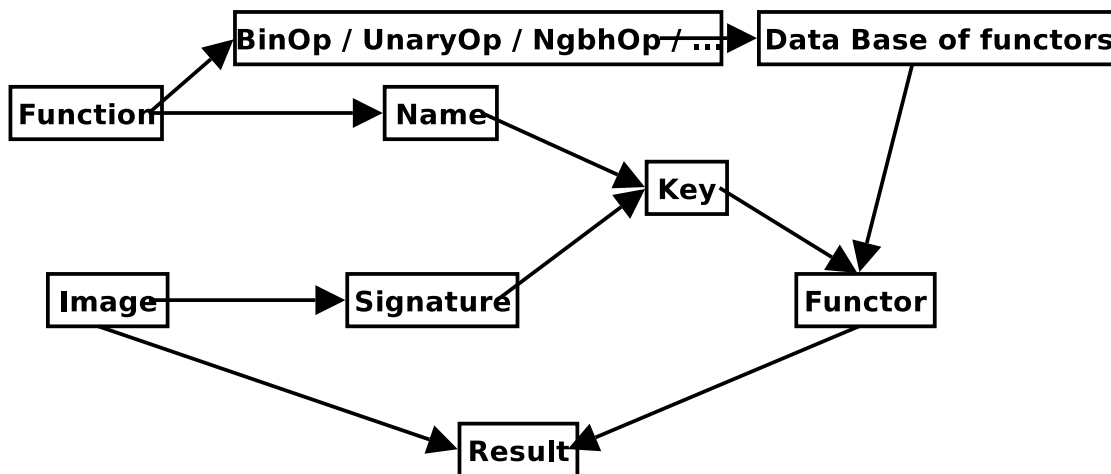 BinOp / UnaryOp / NgbhOp / ...
Data Base of functors
Function
Name
Key
Image
Signature
Functor
Result